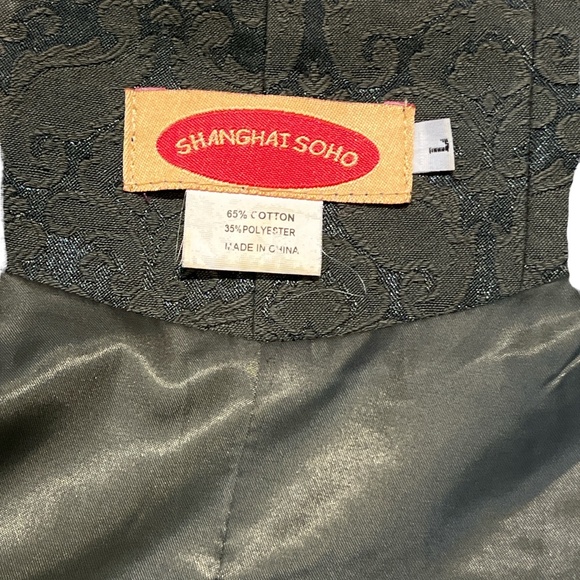 SHANGHAI SOHO
L
65% COTTON
35% POLYESTER
MADE IN CHINA